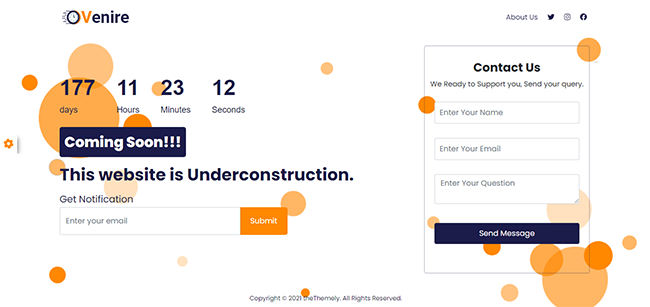 Venire
About Us
177 11 23 12
days Hours Minutes Seconds
Coming Soon!!!
This website is Underconstruction.
Get Notification
Enter your email Submit
Contact Us
We Ready to Support you, Send your query.
Enter Your Name
Enter Your Email
Enter Your Question
Send Message
Copyright © 2021 theThemely. All Rights Reserved.